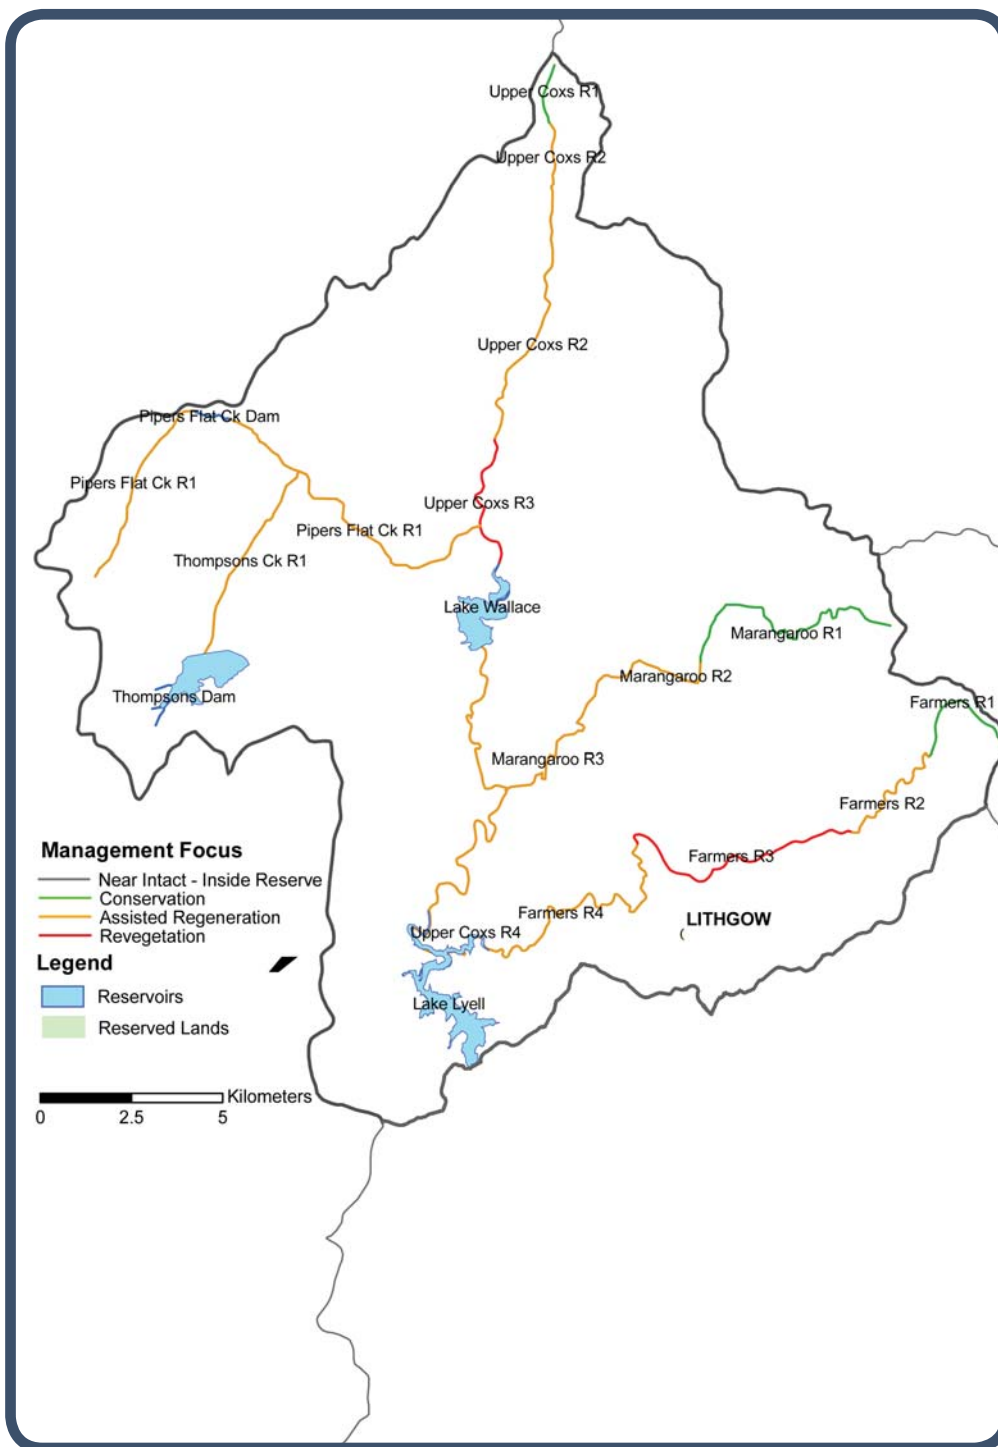 Upper Coxs R1
Upper Coxs R2
Upper Coxs R2
Pipers Flat Ck Dam
Pipers Flat Ck R1
Upper Coxs R3
Pipers Flat Ck R1
Thompsons Ck R1
Lake Wallace
Marangaroo R1
Marangaroo R2
Thompsons Dam
Farmers R1
Marangaroo R3
Farmers R2
Farmers R3
Farmers R4
LITHGOW
Upper Coxs R4
Lake Lyell
Management Focus
Near Intact - Inside Reserve
Conservation
Assisted Regeneration
Revegetation
Legend
Reservoirs
Reserved Lands
Kilometers
0 2.5 5